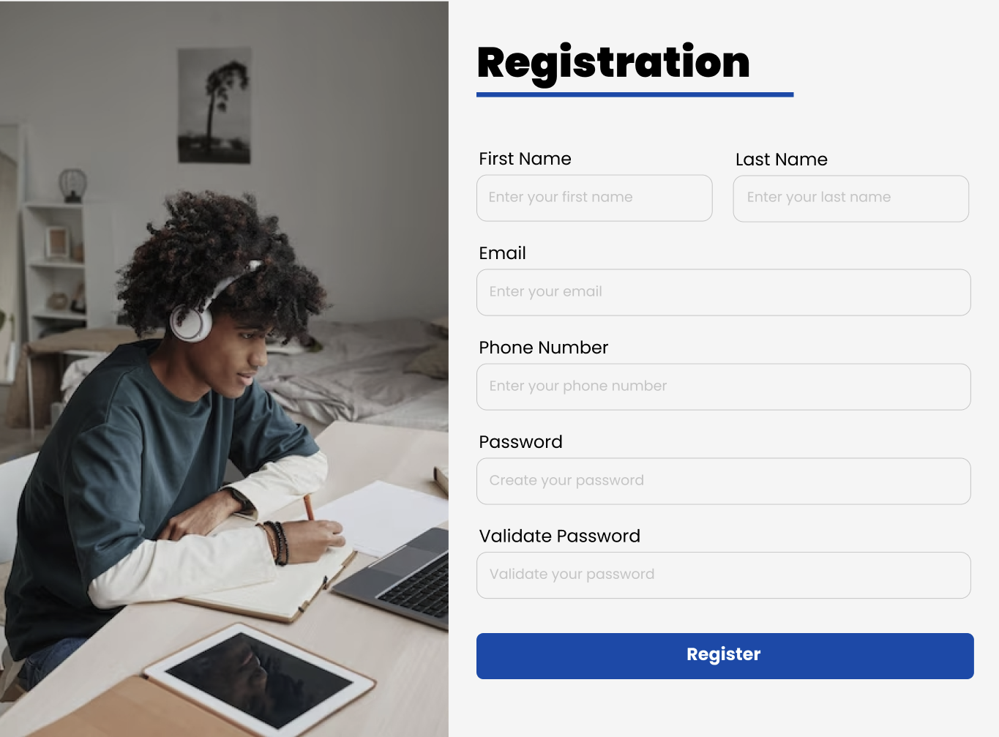 Registration
First Name
Last Name
Enter your first name
Enter your last name
Email
Enter your email
Phone Number
Enter your phone number
Password
Create your password
Validate Password
Validate your password
Register